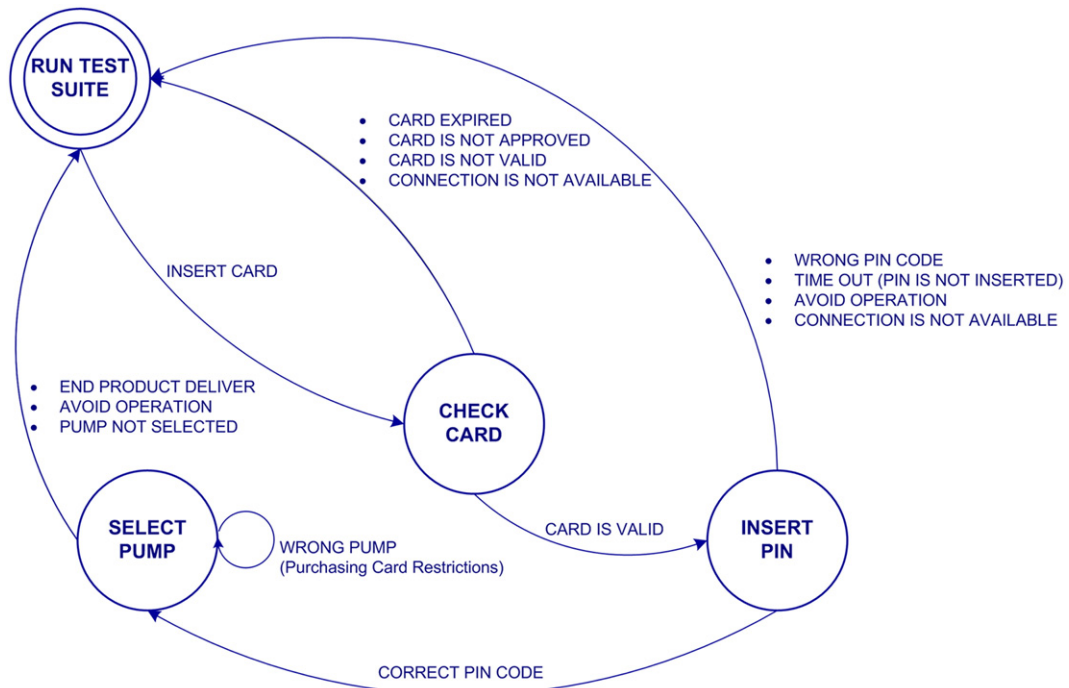 RUN TEST
SUITE
• CARD EXPIRED
• CARD IS NOT APPROVED
• CARD IS NOT VALID
• CONNECTION IS NOT AVAILABLE
INSERT CARD
• WRONG PIN CODE
• TIME OUT (PIN IS NOT INSERTED)
• AVOID OPERATION
• CONNECTION IS NOT AVAILABLE
• END PRODUCT DELIVER
• AVOID OPERATION
• PUMP NOT SELECTED
CHECK
CARD
SELECT
PUMP
WRONG PUMP
(Purchasing Card Restrictions)
CARD IS VALID
INSERT
PIN
CORRECT PIN CODE